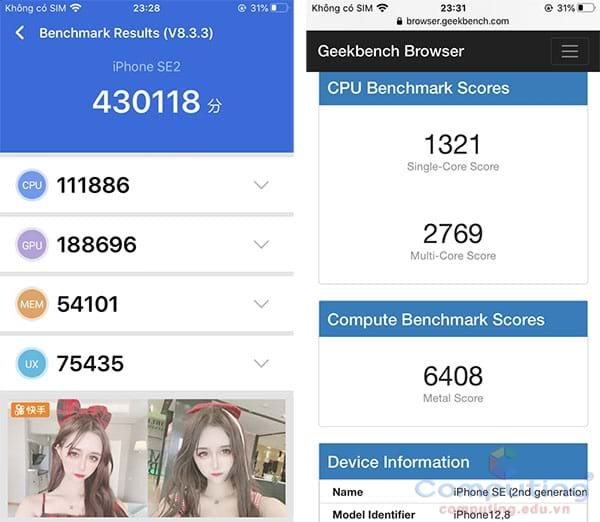 Không có SIM 23:28 31%
Benchmark Results (V8.3.3)
iPhone SE2
430118 分
CPU 111886
GPU 188696
MEM 54101
UX 75435
快手
Không có SIM 23:31 31%
browser.geekbench.com
Geekbench Browser
CPU Benchmark Scores
1321
Single-Core Score
2769
Multi-Core Score
Compute Benchmark Scores
6408
Metal Score
Device Information
Name iPhone SE (2nd generation
Model Identifier iPhone12,8
Computing
computing.edu.vn